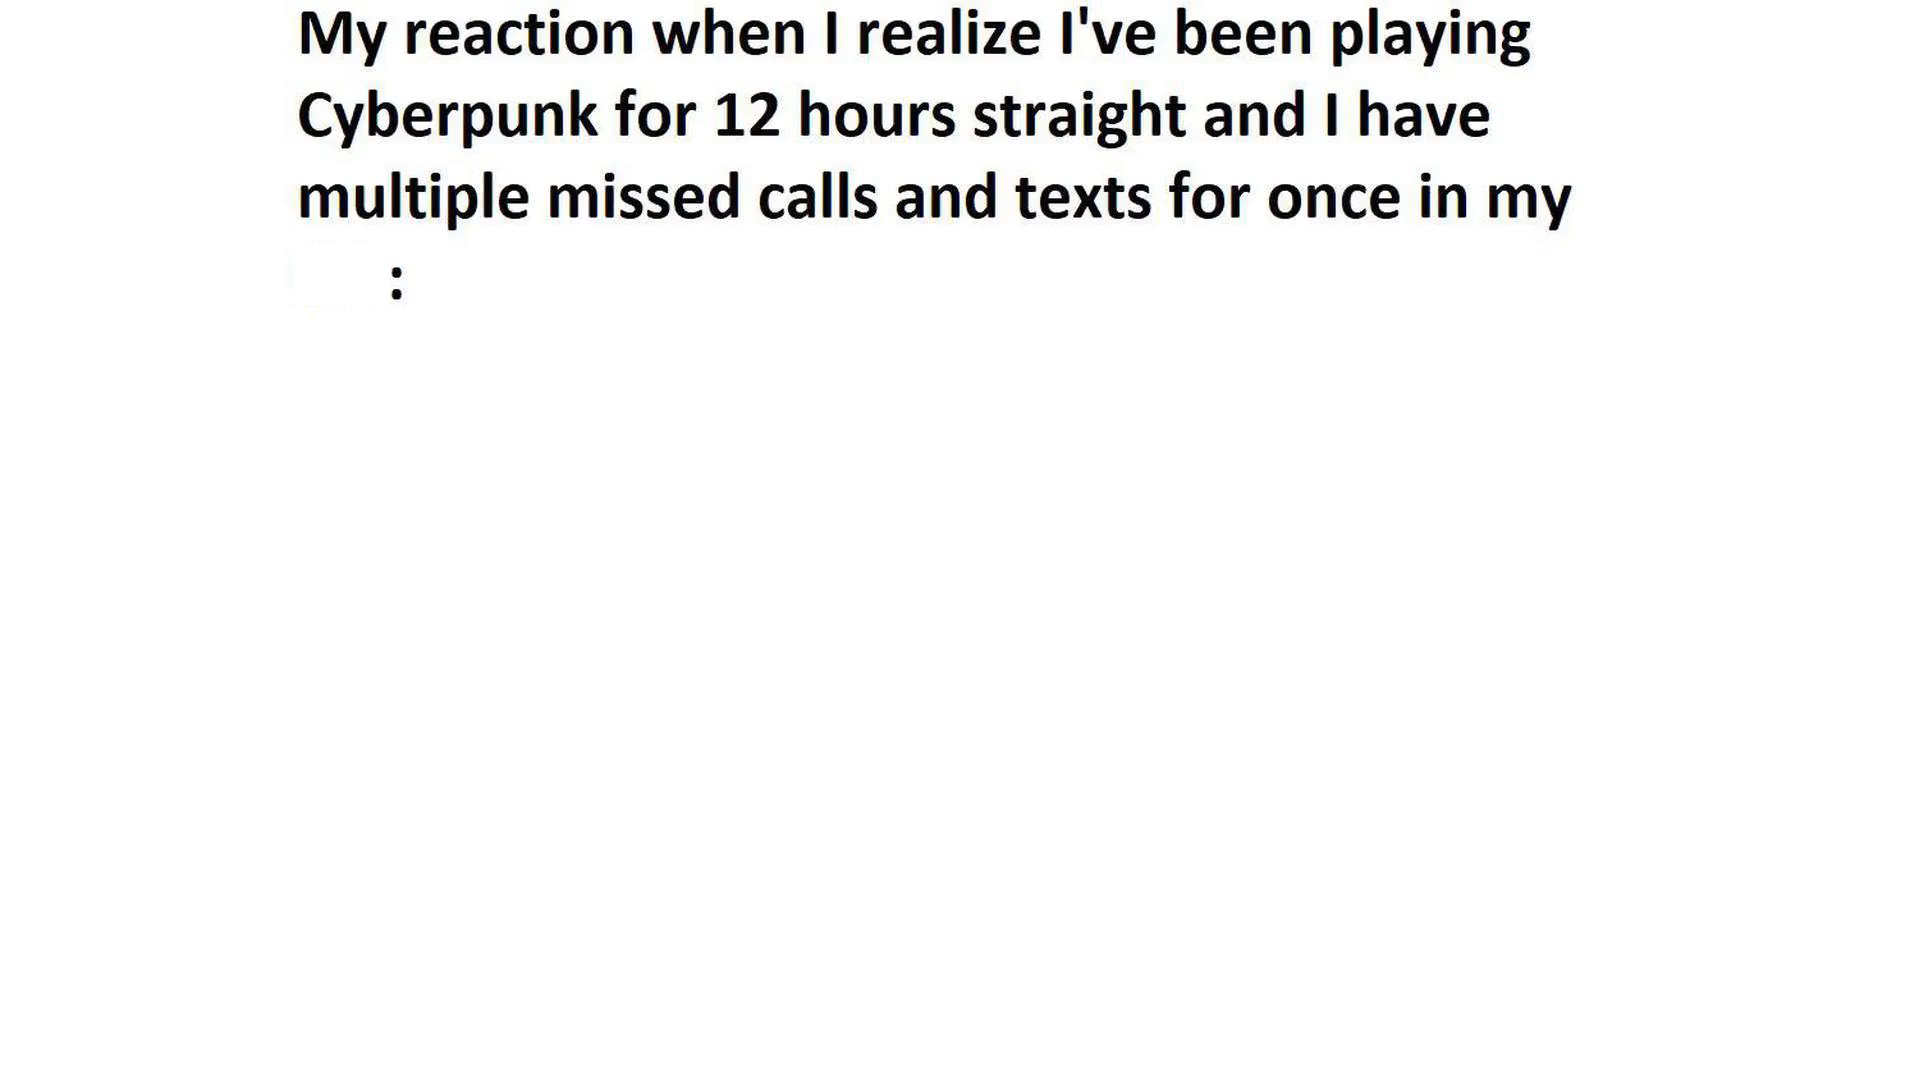 My reaction when I realize I've been playing
Cyberpunk for 12 hours straight and I have
multiple missed calls and texts for once in my
: